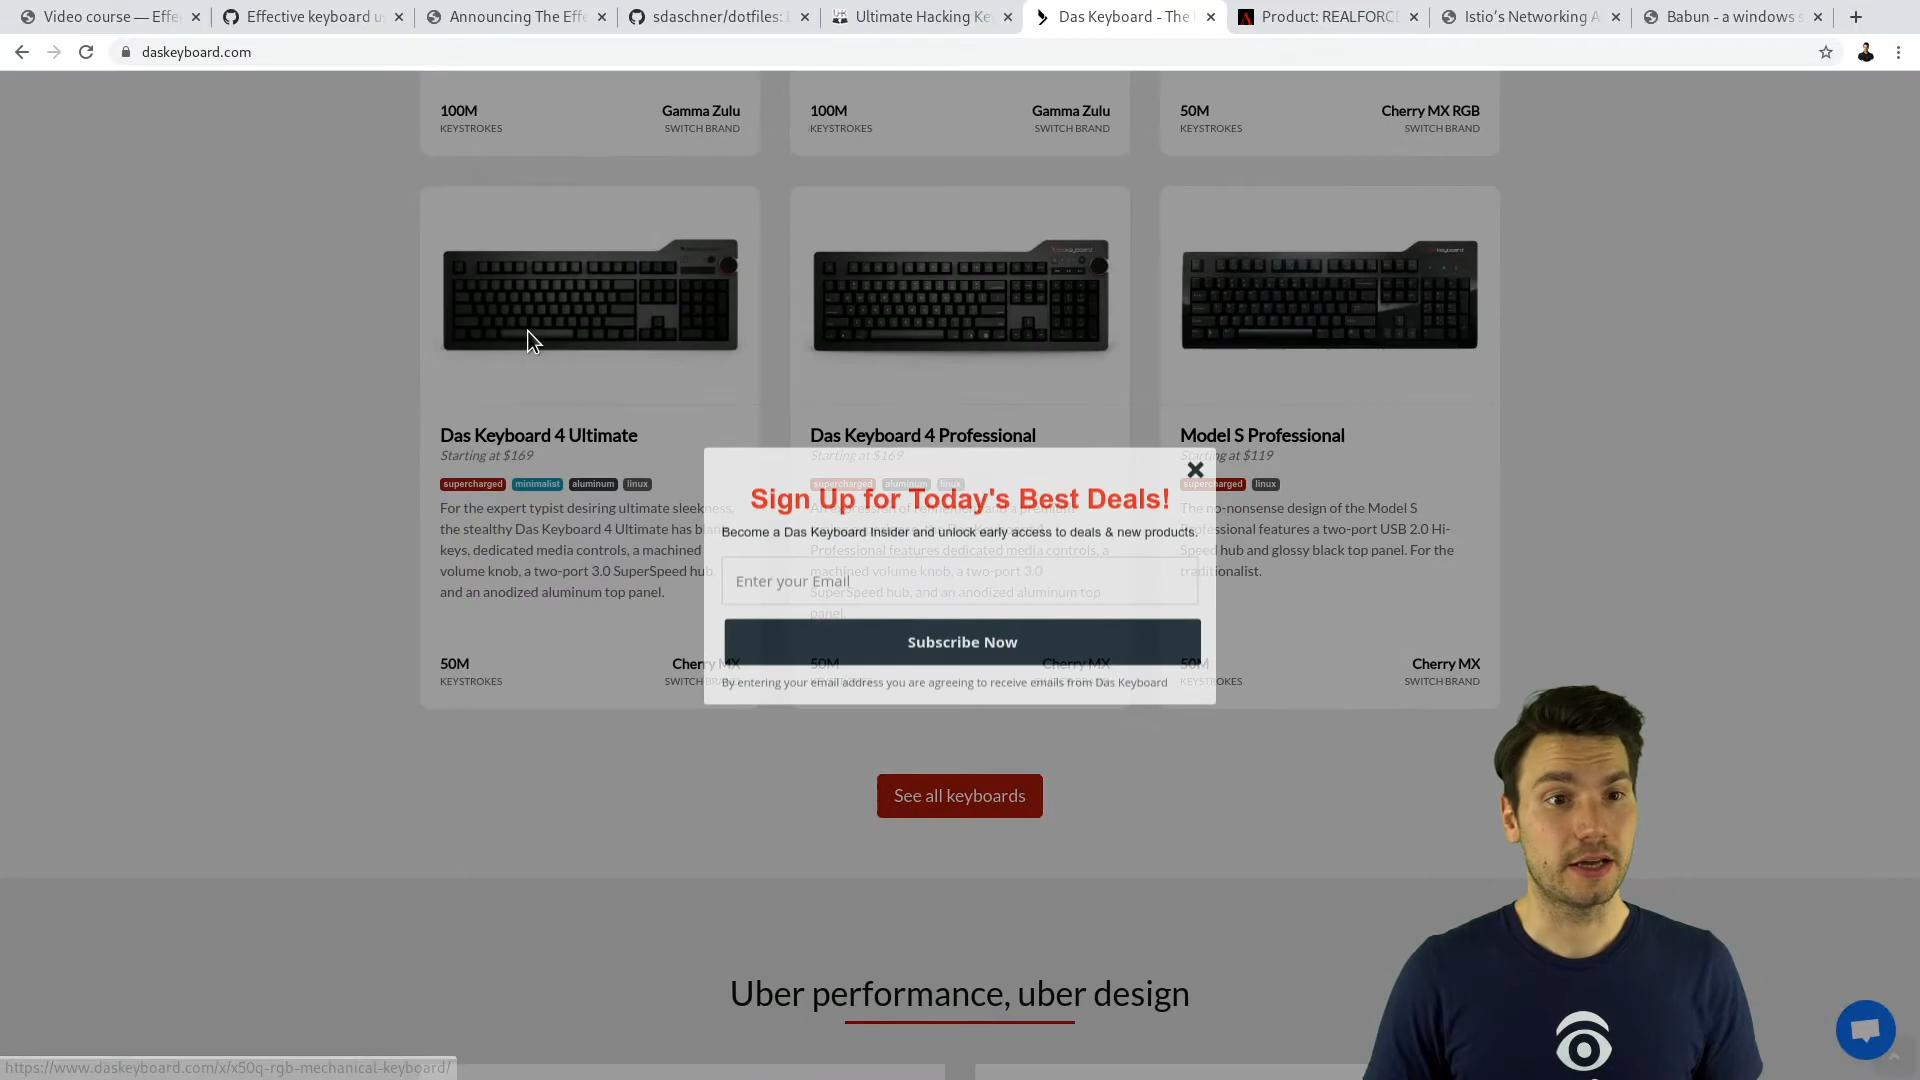 Video course — Effe
Effective keyboard u
Announcing The Effe
sdaschner/dotfiles:
Ultimate Hacking Ke
Das Keyboard - The
Product: REALFORCE
Istio's Networking A
Babun - a windows s
daskeyboard.com
100M
KEYSTROKES
Gamma Zulu
SWITCH BRAND
100M
KEYSTROKES
Gamma Zulu
SWITCH BRAND
50M
KEYSTROKES
Cherry MX RGB
SWITCH BRAND
Das Keyboard 4 Ultimate
Starting at $169
supercharged minimalist aluminum linux
For the expert typist desiring ultimate sleekness,
the stealthy Das Keyboard 4 Ultimate has blank
keys, dedicated media controls, a machined
volume knob, a two-port 3.0 SuperSpeed hub,
and an anodized aluminum top panel.
50M
KEYSTROKES
Cherry MX
SWITCH BRAND
Das Keyboard 4 Professional
Starting at $169
supercharged aluminum linux
Professional features dedicated media controls, a
machined volume knob, a two-port 3.0
SuperSpeed hub, and an anodized aluminum top
panel.
50M
Cherry MX
Model S Professional
Starting at $119
supercharged linux
The no-nonsense design of the Model S
Professional features a two-port USB 2.0 Hi-
Speed hub and glossy black top panel. For the
traditionalist.
50M
KEYSTROKES
Cherry MX
SWITCH BRAND
Sign Up for Today's Best Deals!
Become a Das Keyboard Insider and unlock early access to deals & new products.
Enter your Email
Subscribe Now
By entering your email address you are agreeing to receive emails from Das Keyboard
See all keyboards
Uber performance, uber design
https://www.daskeyboard.com/x/x50q-rgb-mechanical-keyboard/